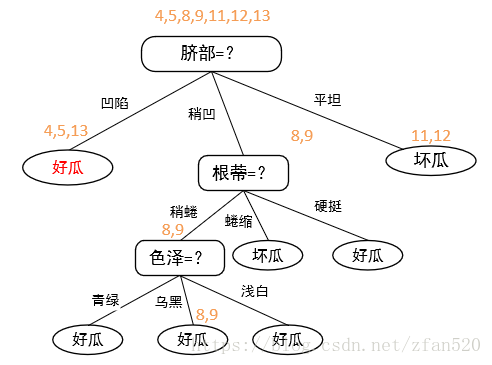 4,5,8,9,11,12,13
脐部=?
凹陷
稍凹
平坦
4,5,13
8,9
11,12
好瓜
根蒂=?
坏瓜
稍蜷
蜷缩
硬挺
8,9
色泽=?
坏瓜
好瓜
青绿
乌黑
浅白
8,9
好瓜
好瓜
好瓜
https://blog.csdn.net/zfan520